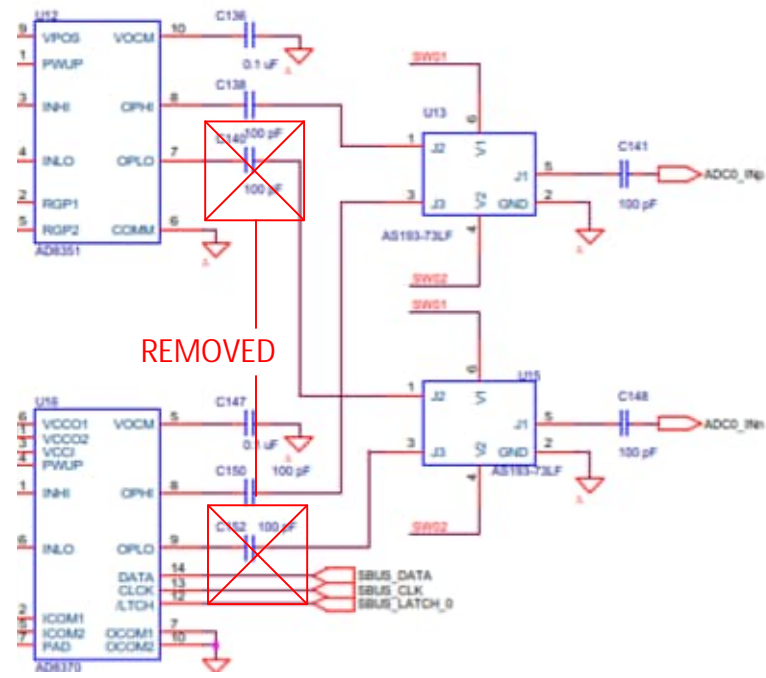 U12
C136
9 VPOS VOCM 10
0.1 uF
1 PWUP
SW01
C138
U13
3 INHI OPHI 8
6
100 pF
C140
1 J2 V1
C141
4 INLO OPLO 7
J1 5
ADC0_INp
100 pF
3 J3 V2 GND 2
100 pF
2 RGP1
5 RGP2 COMM 6
4
AS193-73LF
AD8351
SW02
SW01
REMOVED
6
U15
U16
C147
1 J2 V1
C148
6 VCCO1 VOCM 5
J1 5
ADC0_INn
1 VCCO2
0.1 uF
3 VCCI
3 J3 V2 GND 2
100 pF
4 PWUP
C150 100 pF
AS193-73LF
4
1 INHI OPHI 8
SW02
C152 100 pF
6 INLO OPLO 9
DATA 14 SBUS_DATA
CLCK 13 SBUS_CLK
/LTCH 12 SBUS_LATCH_0
2 ICOM1 OCOM1 7
ICOM2 OCOM2 10
7 PAD
AD8370